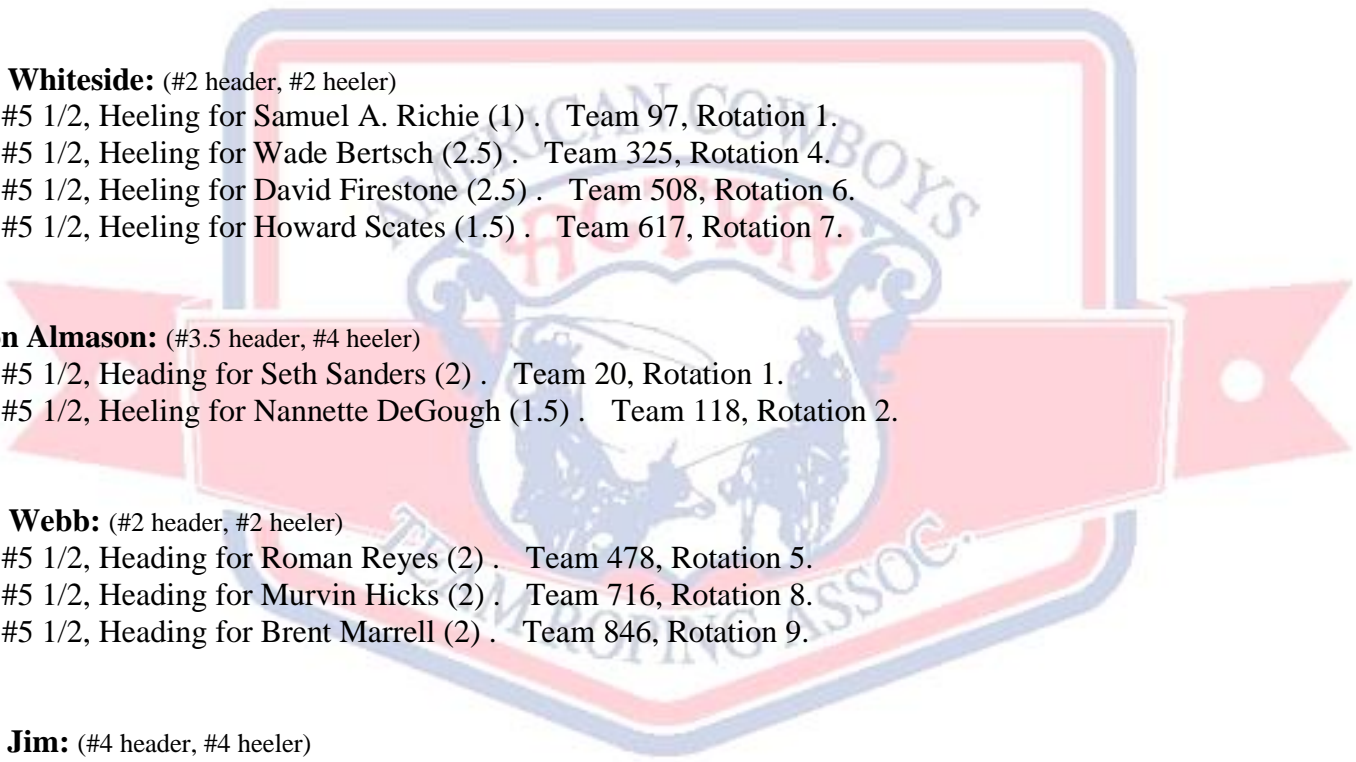 Whiteside: (#2 header, #2 heeler)
#5 1/2, Heeling for Samuel A. Richie (1) . Team 97, Rotation 1.
#5 1/2, Heeling for Wade Bertsch (2.5) . Team 325, Rotation 4.
#5 1/2, Heeling for David Firestone (2.5) . Team 508, Rotation 6.
#5 1/2, Heeling for Howard Scates (1.5) . Team 617, Rotation 7.
on Almason: (#3.5 header, #4 heeler)
#5 1/2, Heading for Seth Sanders (2) . Team 20, Rotation 1.
#5 1/2, Heeling for Nannette DeGough (1.5) . Team 118, Rotation 2.
Webb: (#2 header, #2 heeler)
#5 1/2, Heading for Roman Reyes (2) . Team 478, Rotation 5.
#5 1/2, Heading for Murvin Hicks (2) . Team 716, Rotation 8.
#5 1/2, Heading for Brent Marrell (2) . Team 846, Rotation 9.
Jim: (#4 header, #4 heeler)
AMERICAN COWBOYS
ACTRA
TEAM ROPING ASSOC.